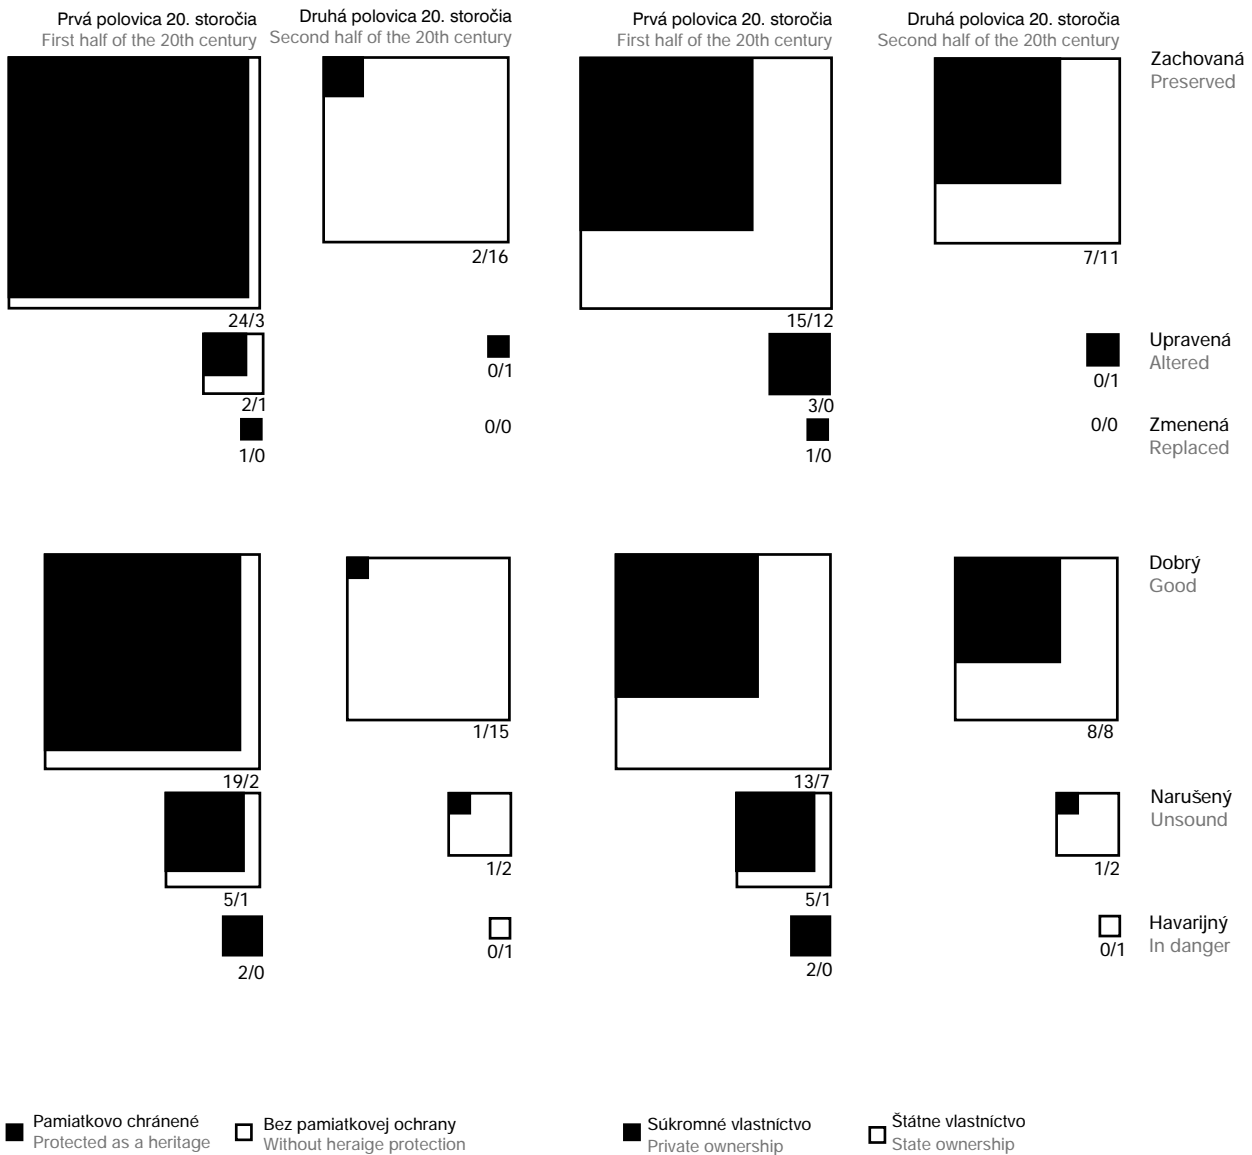 Prvá polovica 20. storočia
First half of the 20th century
Druhá polovica 20. storočia
Second half of the 20th century
Prvá polovica 20. storočia
First half of the 20th century
Druhá polovica 20. storočia
Second half of the 20th century
Zachovaná
Preserved
24/3
2/16
15/12
7/11
Upravená
Altered
2/1
0/1
3/0
0/1
Zmenená
Replaced
1/0
0/0
1/0
0/0
Dobrý
Good
19/2
1/15
13/7
8/8
Narušený
Unsound
5/1
1/2
5/1
1/2
Havarijný
In danger
2/0
0/1
2/0
0/1
Pamiatkovo chránené
Protected as a heritage
Bez pamiatkovej ochrany
Without heraige protection
Súkromné vlastníctvo
Private ownership
Štátne vlastníctvo
State ownership